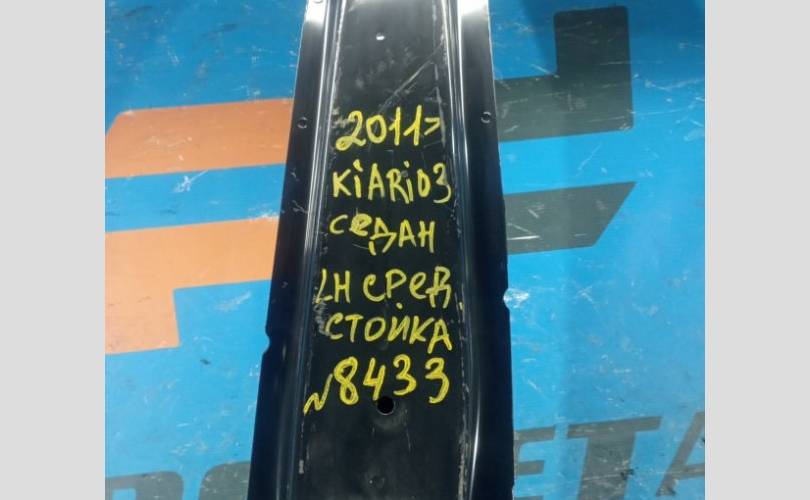 2011>
KiARiO3
СеДАН
LH СРеД
СТОЙКА
№8433